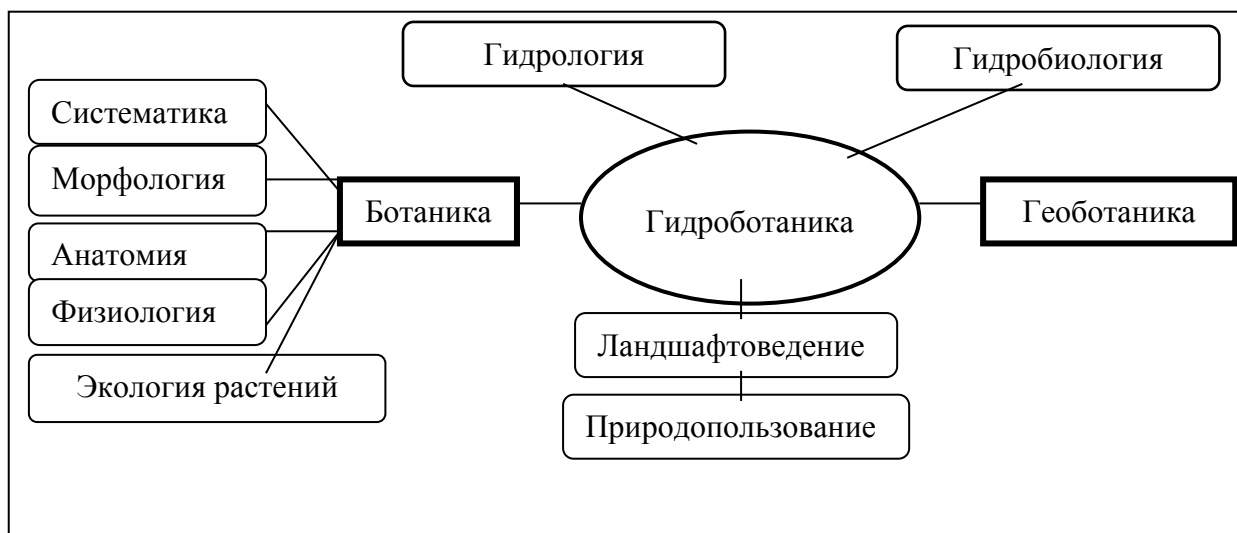 Гидрология
Гидробиология
Систематика
Морфология
Ботаника
Гидроботаника
Геоботаника
Анатомия
Физиология
Ландшафтоведение
Экология растений
Природопользование